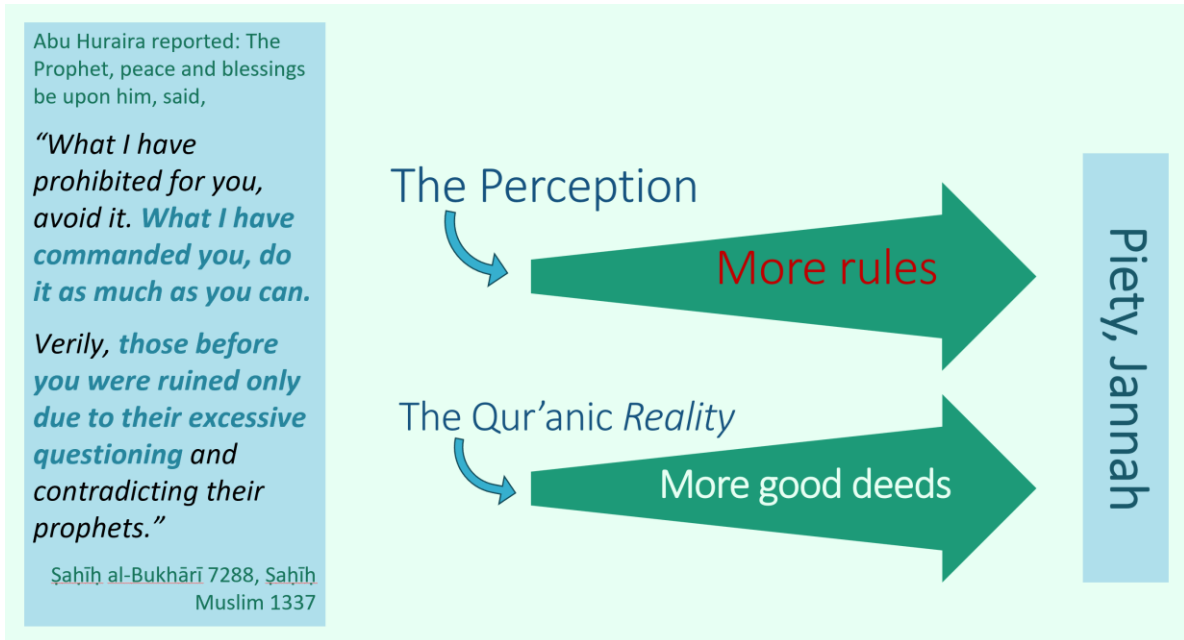 Abu Huraira reported: The
Prophet, peace and blessings
be upon him, said,
“What I have
prohibited for you,
avoid it. What I have
commanded you, do
it as much as you can.
Verily, those before
you were ruined only
due to their excessive
questioning and
contradicting their
prophets.”
Ṣaḥīḥ al-Bukhārī 7288, Ṣaḥīḥ
Muslim 1337
The Perception
More rules
The Qur’anic Reality
More good deeds
Piety, Jannah